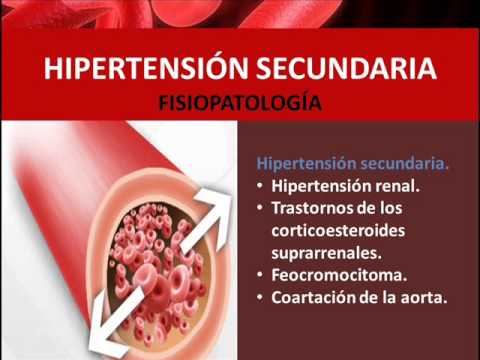 HIPERTENSIÓN SECUNDARIA
FISIOPATOLOGÍA
Hipertensión secundaria.
• Hipertensión renal.
• Trastornos de los
corticoesteroides
suprarrenales.
• Feocromocitoma.
• Coartación de la aorta.